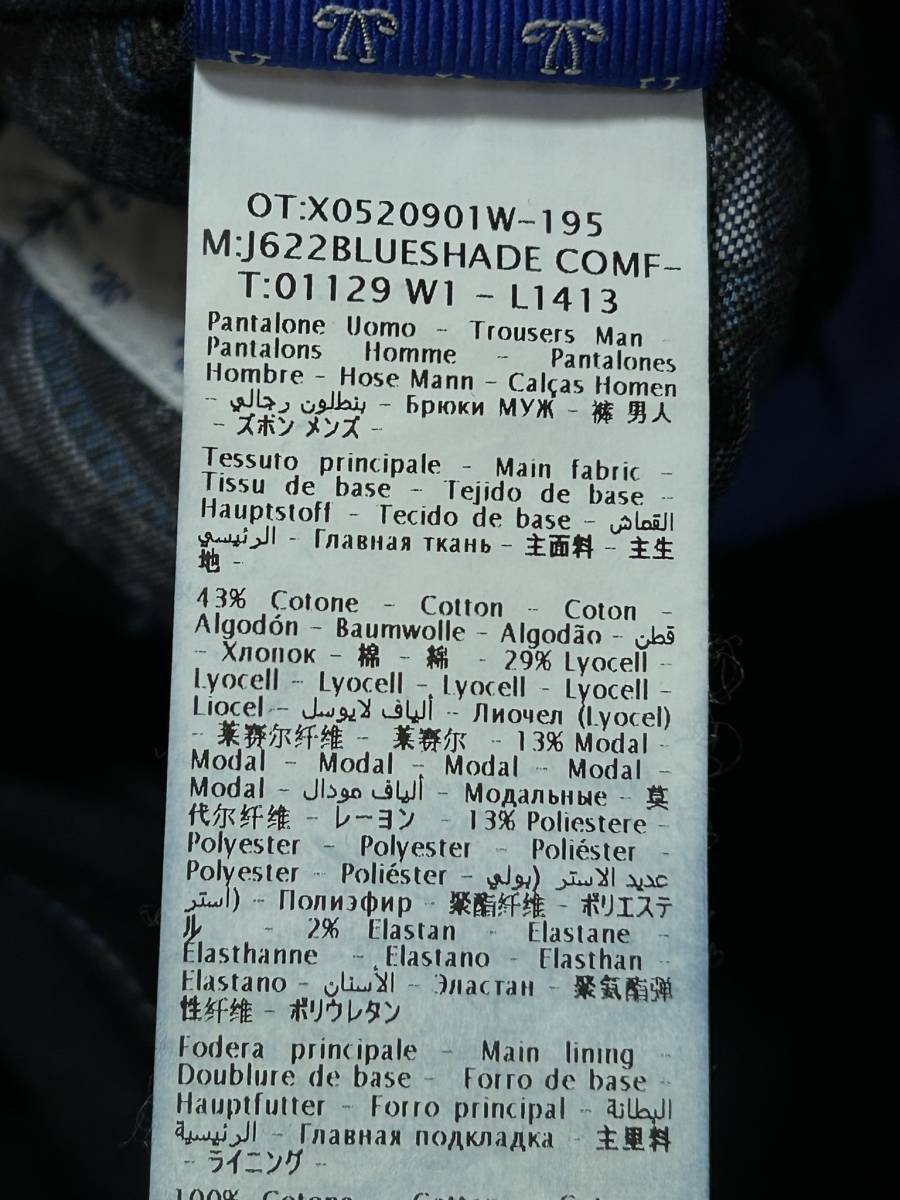 OT:X0520901W-195
M:J622BLUESHADE COMF-
T:01129 W1 - L1413
Pantalone Uomo - Trousers Man -
Pantalons Homme - Pantalones
Hombre - Hose Mann - Calças Homen
- بنطلون رجالي - Брюки МУЖ - 裤 男人
- ズボン メンズ -
Tessuto principale - Main fabric -
Tissu de base - Tejido de base -
Hauptstoff - Tecido de base - القماش
الرئيسي - Главная ткань - 主面料 - 主生
地 -
43% Cotone - Cotton - Coton -
Algodón - Baumwolle - Algodão - قطن
- Хлопок - 棉 - 綿 - 29% Lyocell -
Lyocell - Lyocell - Lyocell - Lyocell -
Liocel - ألياف لايوسل - Лиочел (Lyocel)
- 莱赛尔纤维 - 莱赛尔 - 13% Modal -
Modal - Modal - Modal - Modal -
Modal - ألياف مودال - Модальные - 莫
代尔纤维 - レーヨン - 13% Poliestere -
Polyester - Polyester - Poliéster -
Polyester - Poliéster - عديد الاستر (بولي
أستر) - Полиэфир - 聚酯纤维 - ポリエステ
ル - 2% Elastan - Elastane -
Élasthanne - Elastano - Elasthan -
Elastano - الأسنان - Эластан - 聚氨酯弹
性纤维 - ポリウレタン
Fodera principale - Main lining -
Doublure de base - Forro de base -
Hauptfutter - Forro principal - البطانة
الرئيسية - Главная подкладка - 主里料
- ライニング -
100% Cotone - Cotton - Coton -